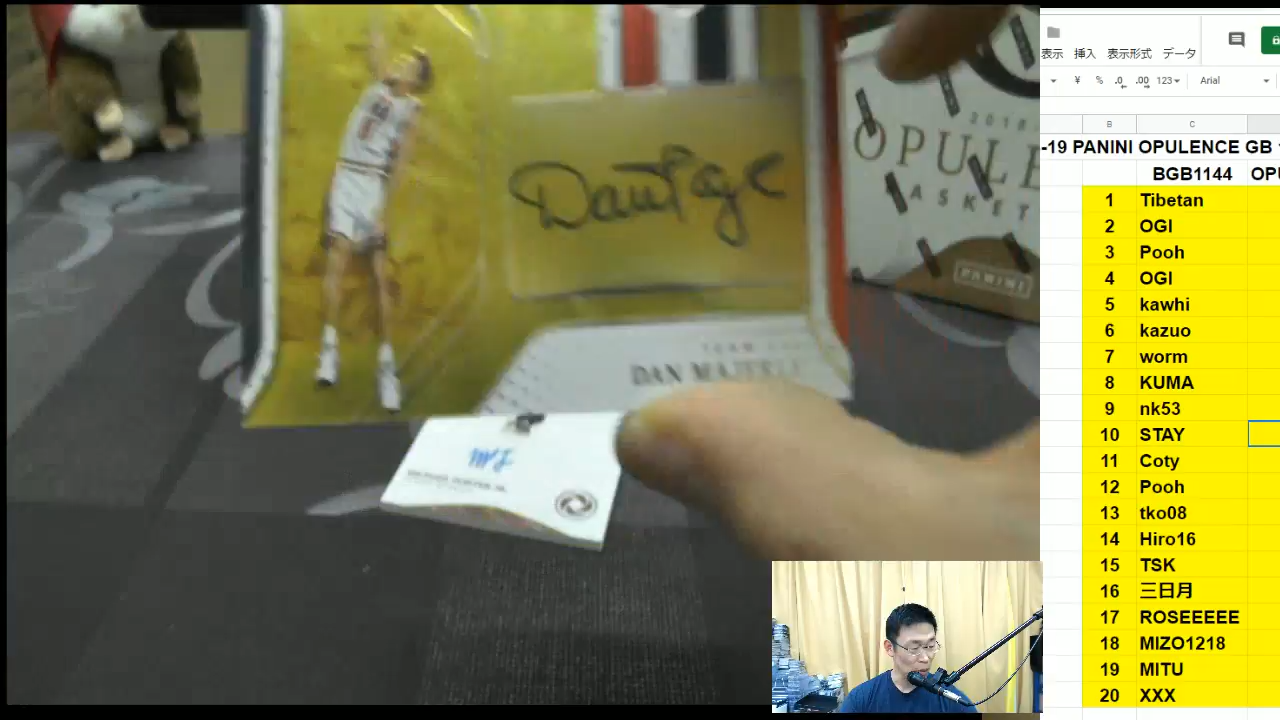 表示 挿入 表示形式 データ
¥ % .0 .00 123 Arial
B C
-19 PANINI OPULENCE GB
BGB1144 OPU
1 Tibetan
2 OGI
3 Pooh
4 OGI
5 kawhi
6 kazuo
7 worm
8 KUMA
9 nk53
10 STAY
11 Coty
12 Pooh
13 tko08
14 Hiro16
15 TSK
16 三日月
17 ROSEEEEE
18 MIZO1218
19 MITU
20 XXX
2018-
OPULE
ASKET
PANINI
TEAM
DAN